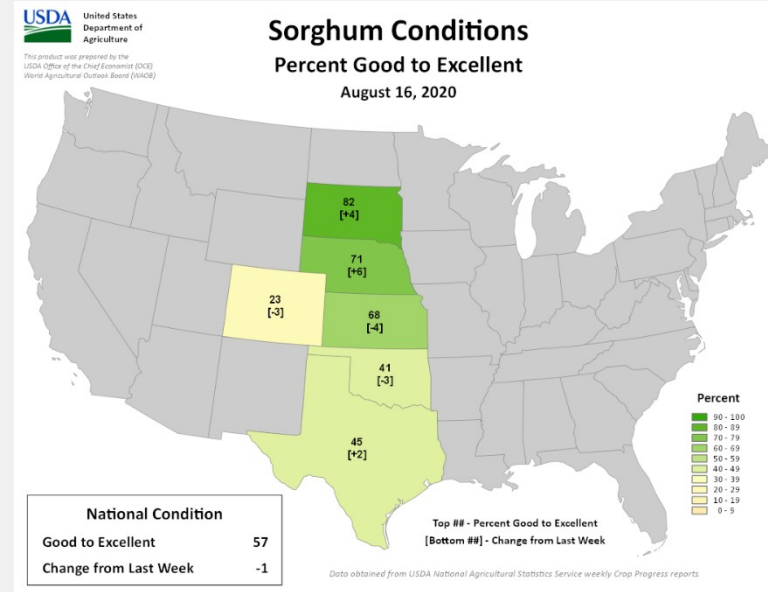 USDA
United States
Department of
Agriculture
This product was prepared by the
USDA Office of the Chief Economist (OCE)
World Agricultural Outlook Board (WAOB)
Sorghum Conditions
Percent Good to Excellent
August 16, 2020
82
[+4]
71
[+6]
23
[-3]
68
[-4]
41
[-3]
45
[+2]
Percent
90 - 100
80 - 89
70 - 79
60 - 69
50 - 59
40 - 49
30 - 39
20 - 29
10 - 19
0 - 9
National Condition
Good to Excellent 57
Change from Last Week -1
Top ## - Percent Good to Excellent
[Bottom ##] - Change from Last Week
Data obtained from USDA National Agricultural Statistics Service weekly Crop Progress reports.